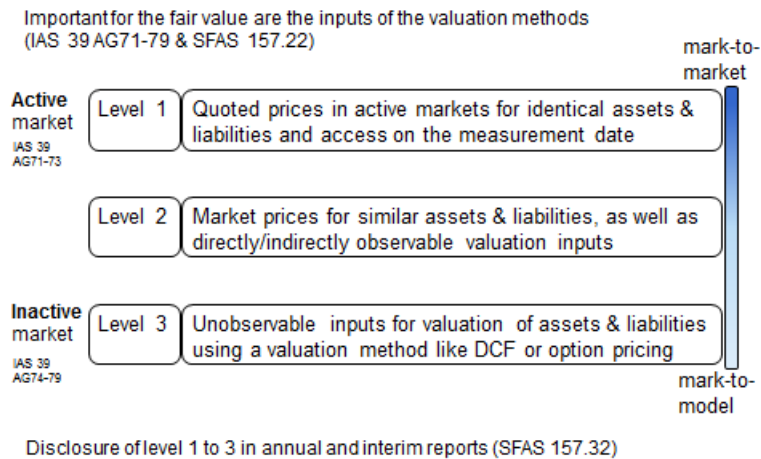 Important for the fair value are the inputs of the valuation methods
(IAS 39 AG71-79 & SFAS 157.22)
mark-to-
market
Active
market
IAS 39
AG71-73
Level 1
Quoted prices in active markets for identical assets &
liabilities and access on the measurement date
Level 2
Market prices for similar assets & liabilities, as well as
directly/indirectly observable valuation inputs
Inactive
market
IAS 39
AG74-79
Level 3
Unobservable inputs for valuation of assets & liabilities
using a valuation method like DCF or option pricing
mark-to-
model
Disclosure of level 1 to 3 in annual and interim reports (SFAS 157.32)